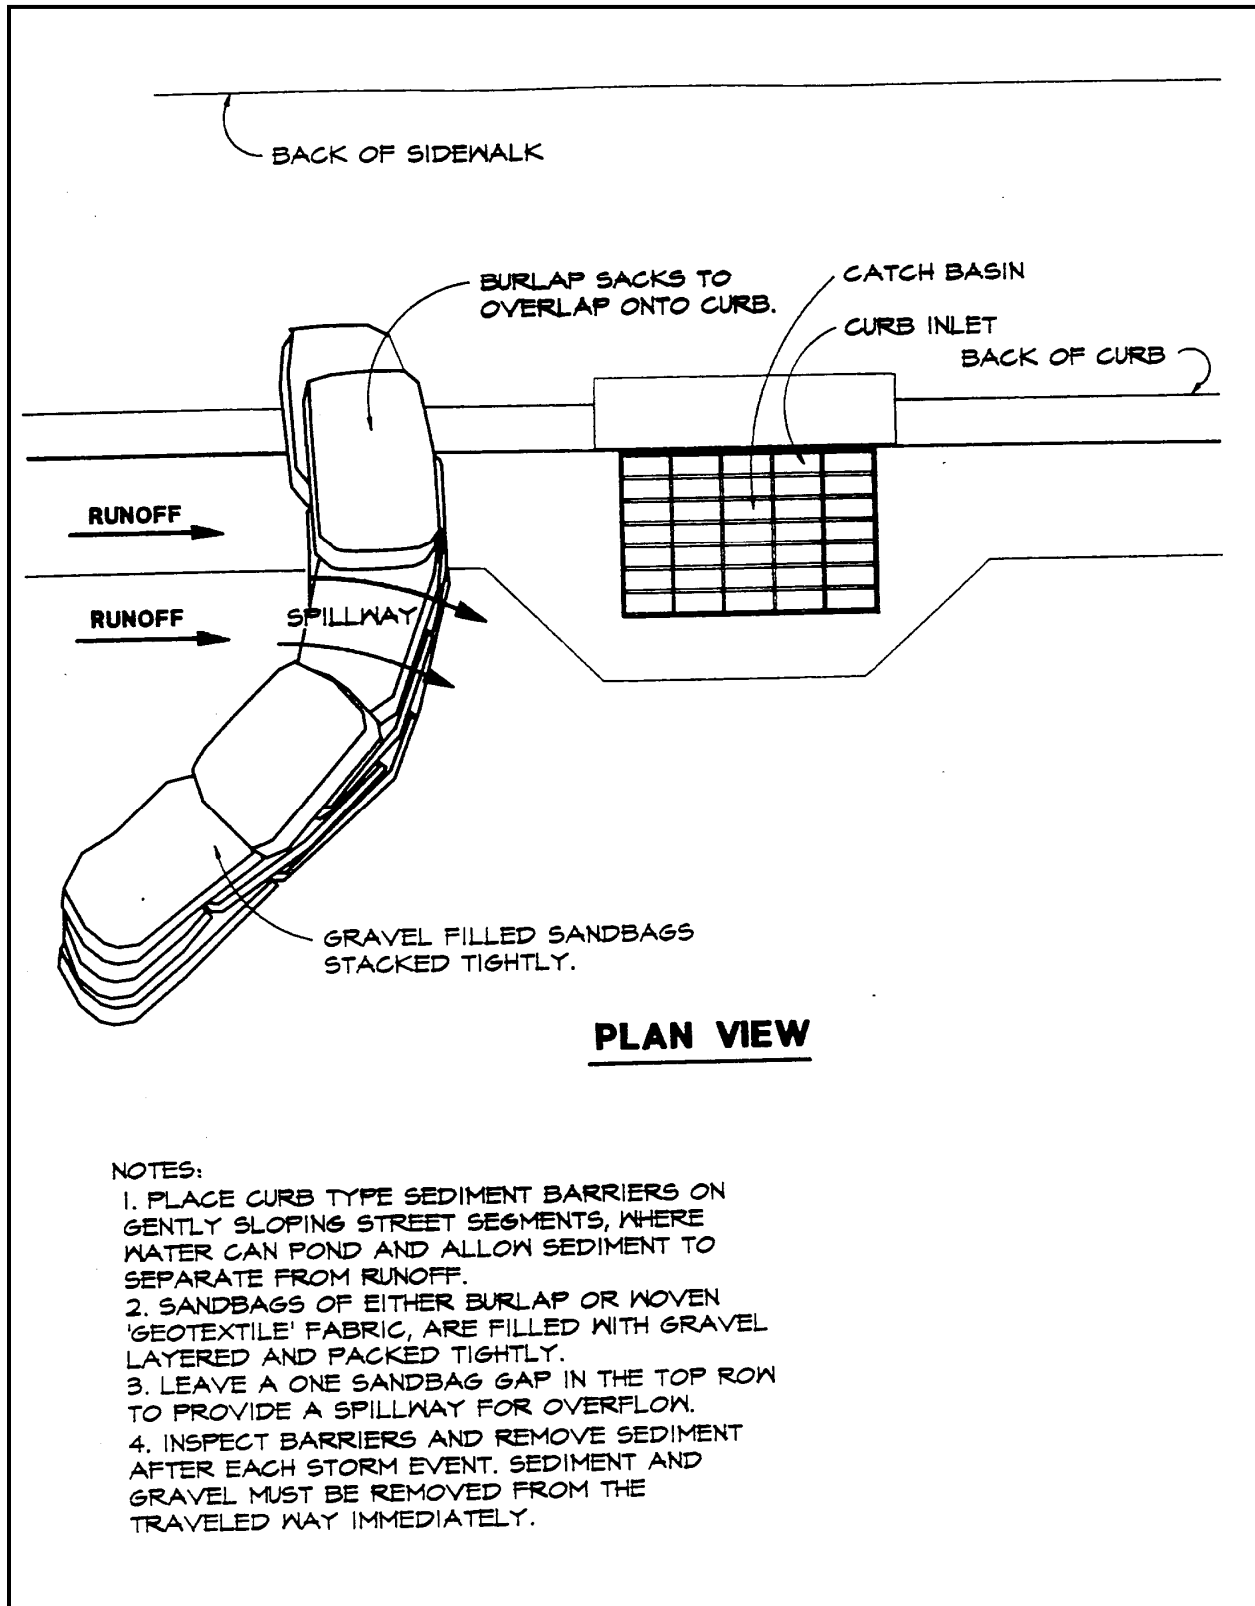 BACK OF SIDEWALK
BURLAP SACKS TO
OVERLAP ONTO CURB.
CATCH BASIN
CURB INLET
BACK OF CURB
RUNOFF
RUNOFF
SPILLWAY
GRAVEL FILLED SANDBAGS
STACKED TIGHTLY.
PLAN VIEW
NOTES:
1. PLACE CURB TYPE SEDIMENT BARRIERS ON
GENTLY SLOPING STREET SEGMENTS, WHERE
WATER CAN POND AND ALLOW SEDIMENT TO
SEPARATE FROM RUNOFF.
2. SANDBAGS OF EITHER BURLAP OR WOVEN
'GEOTEXTILE' FABRIC, ARE FILLED WITH GRAVEL
LAYERED AND PACKED TIGHTLY.
3. LEAVE A ONE SANDBAG GAP IN THE TOP ROW
TO PROVIDE A SPILLWAY FOR OVERFLOW.
4. INSPECT BARRIERS AND REMOVE SEDIMENT
AFTER EACH STORM EVENT. SEDIMENT AND
GRAVEL MUST BE REMOVED FROM THE
TRAVELED WAY IMMEDIATELY.